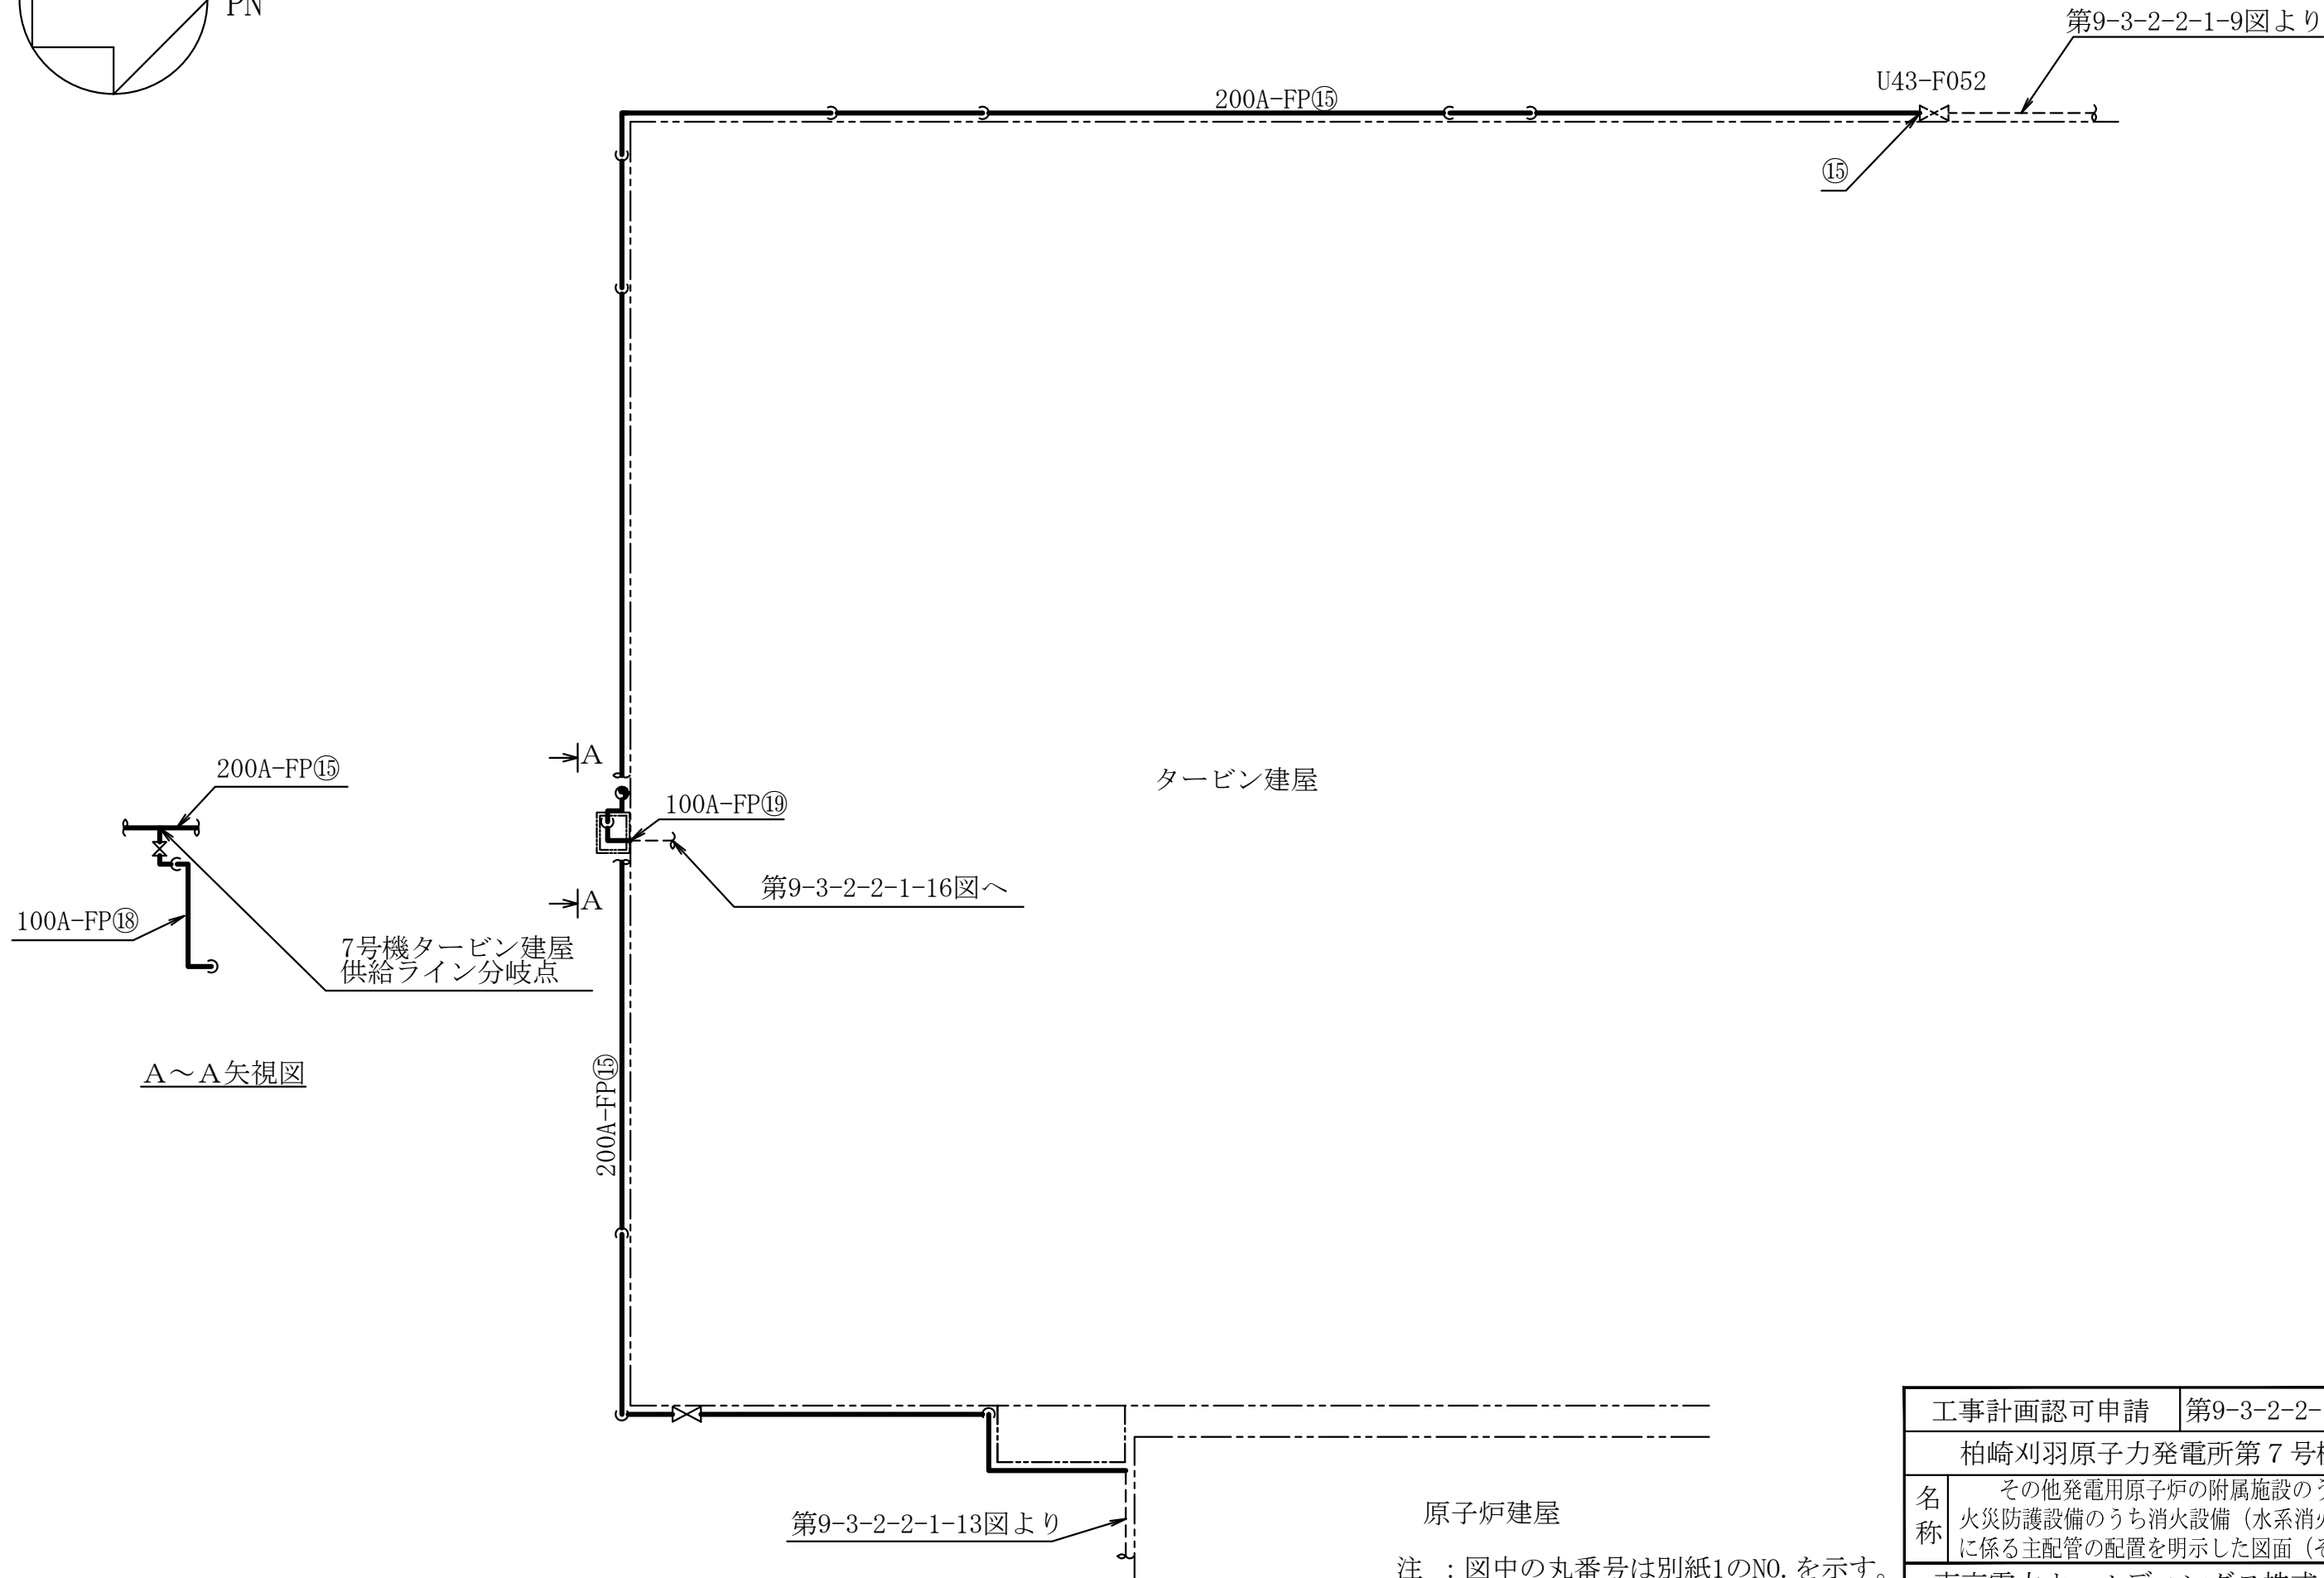 PN
第9-3-2-2-1-9図より
U43-F052
200A-FP⑮
⑮
A
タービン建屋
200A-FP⑮
100A-FP⑲
第9-3-2-2-1-16図へ
A
100A-FP⑱
7号機タービン建屋
供給ライン分岐点
A～A矢視図
200A-FP⑮
工事計画認可申請 第9-3-2-2-
柏崎刈羽原子力発電所第７号
名称
その他発電用原子炉の附属施設の
火災防護設備のうち消火設備（水系消
に係る主配管の配置を明示した図面（
第9-3-2-2-1-13図より
原子炉建屋
注　：図中の丸番号は別紙1のNO.を示す。